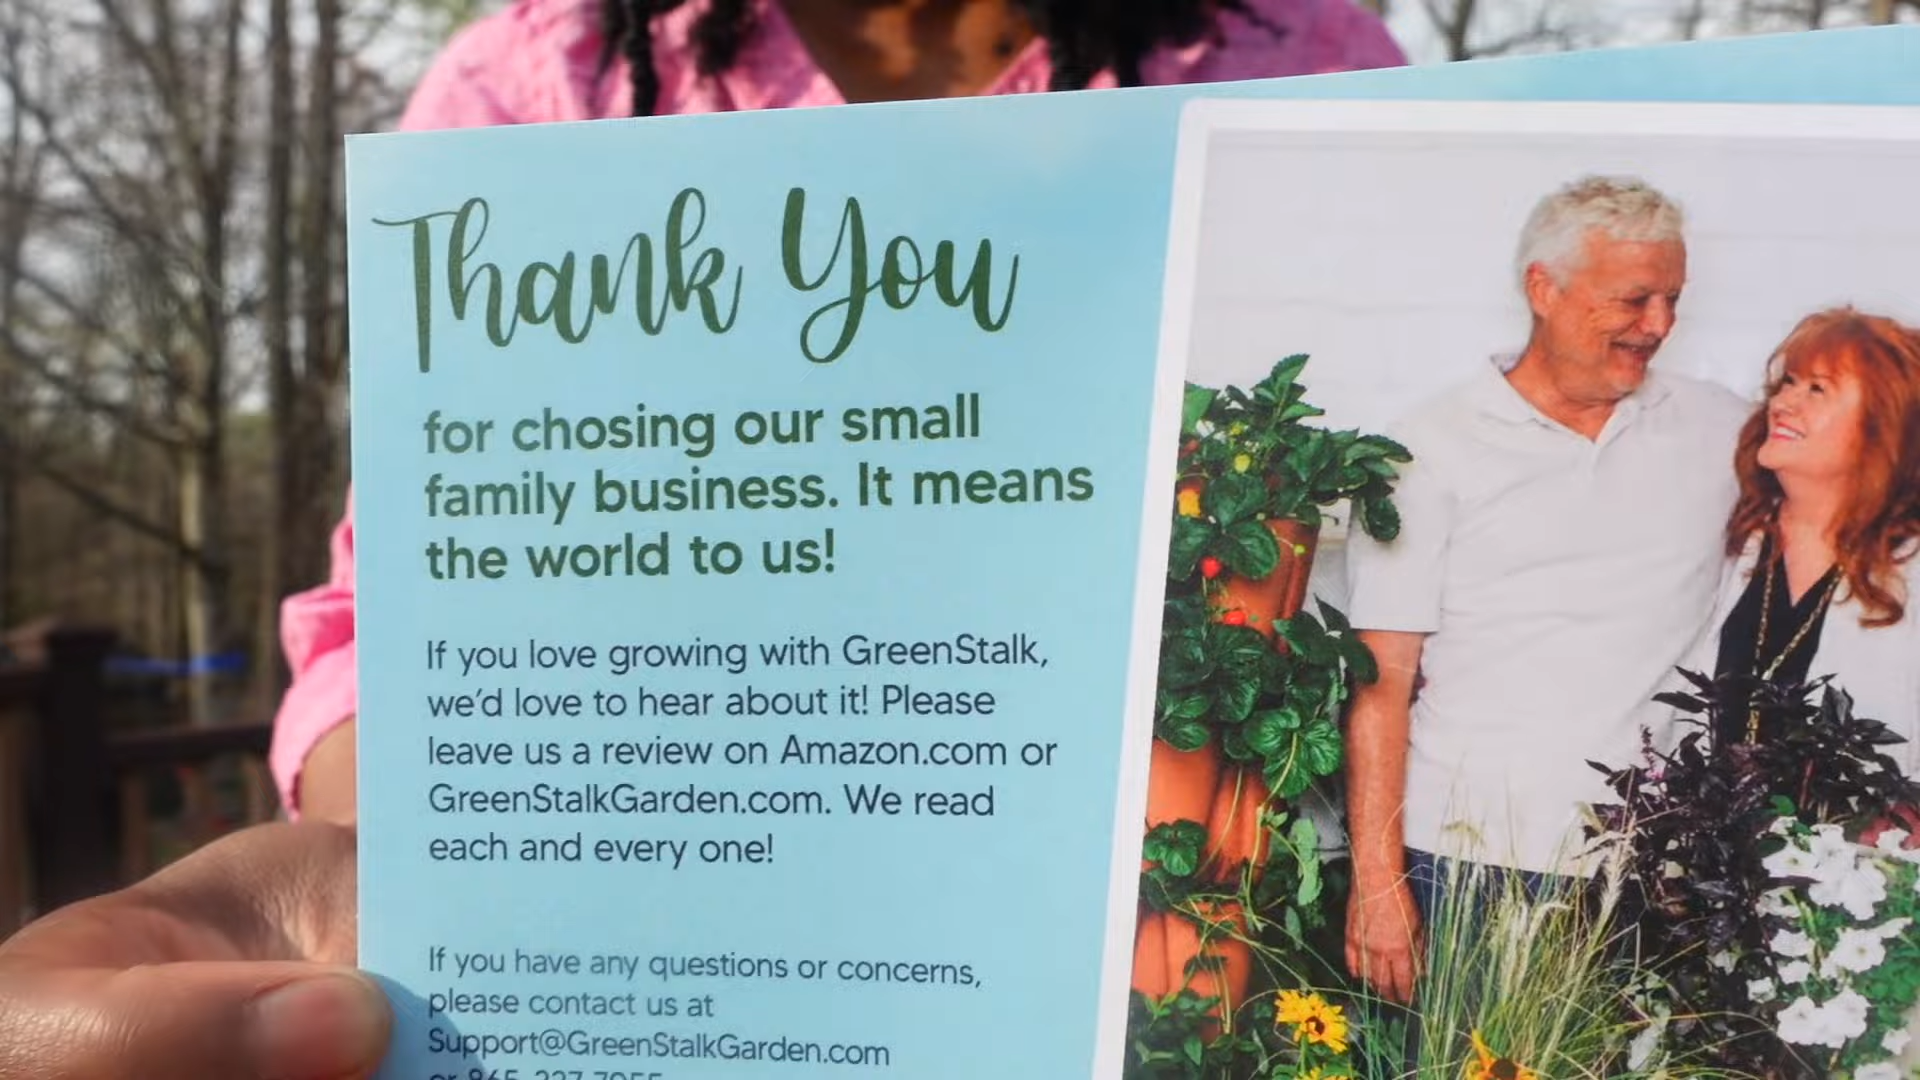 Thank You
for chosing our small
family business. It means
the world to us!
If you love growing with GreenStalk,
we'd love to hear about it! Please
leave us a review on Amazon.com or
GreenStalkGarden.com. We read
each and every one!
If you have any questions or concerns,
please contact us at
Support@GreenStalkGarden.com
or